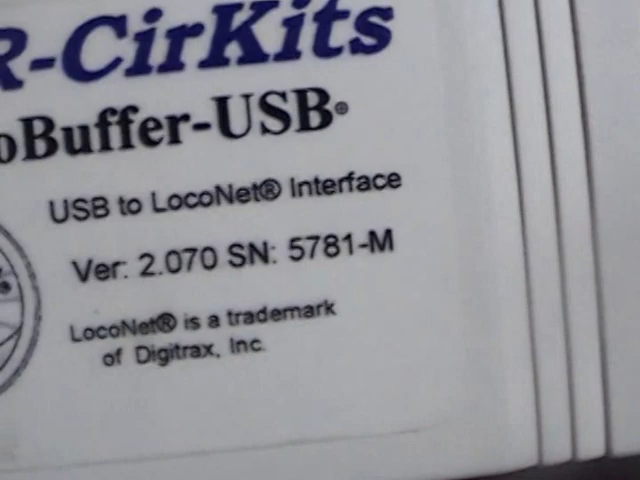 R-CirKits
oBuffer-USB®
USB to LocoNet® Interface
Ver: 2.070 SN: 5781-M
LocoNet® is a trademark
of Digitrax, Inc.